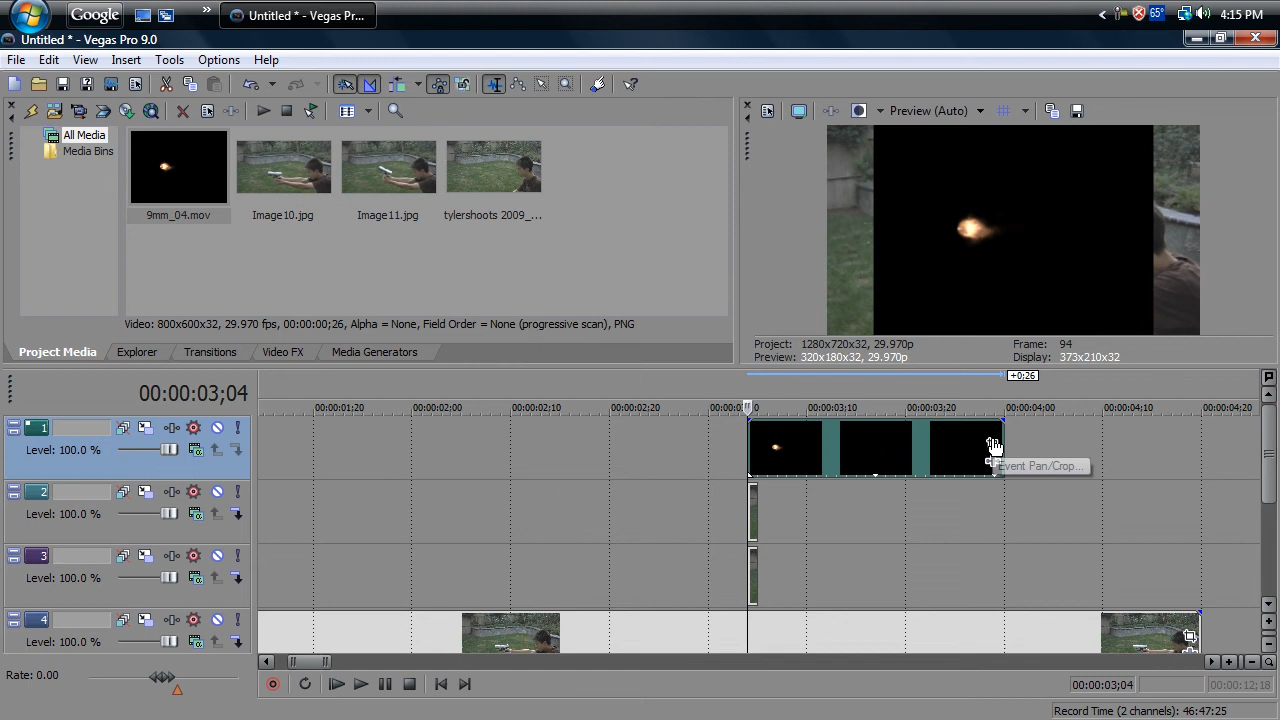 Google
»
Untitled * - Vegas Pr...
65°
4:15 PM
Untitled * - Vegas Pro 9.0
File Edit View Insert Tools Options Help
Preview (Auto)
All Media
Media Bins
9mm_04.mov
Image10.jpg
Image11.jpg
tylershoots 2009_...
Video: 800x600x32, 29.970 fps, 00:00:00;26, Alpha = None, Field Order = None (progressive scan), PNG
Project Media Explorer Transitions Video FX Media Generators
Project: 1280x720x32, 29.970p Frame: 94
Preview: 320x180x32, 29.970p Display: 373x210x32
+0;26
00:00:03;04
00:00:01;20 00:00:02;00 00:00:02;10 00:00:02;20 00:00:03;10 00:00:03;20 00:00:04;00 00:00:04;10 00:00:04;20
1
Level: 100.0 %
Event Pan/Crop...
2
Level: 100.0 %
3
Level: 100.0 %
4
Level: 100.0 %
Rate: 0.00
00:00:03;04 00:00:12;18
Record Time (2 channels): 46:47:25